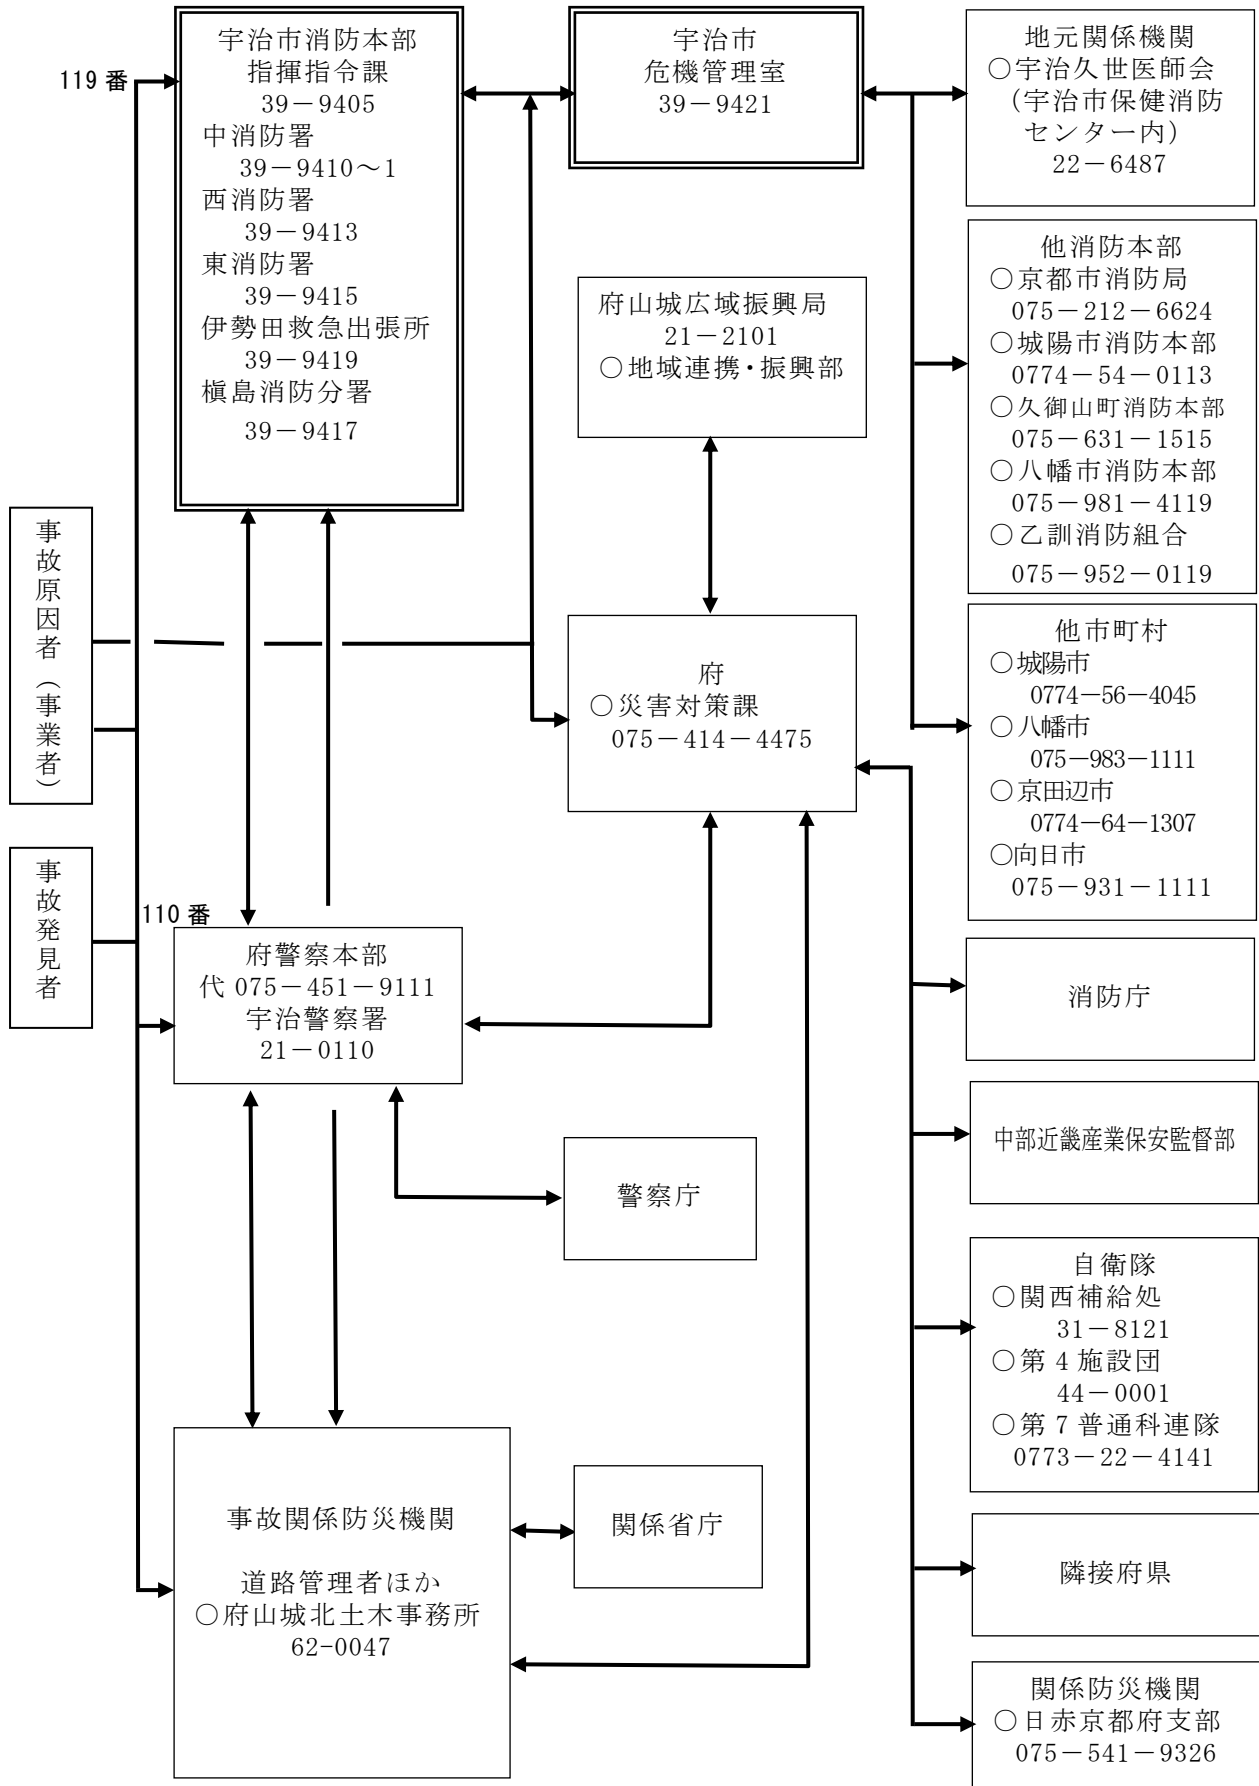 119 番
宇治市消防本部
指揮指令課
39－9405
中消防署
39－9410～1
西消防署
39－9413
東消防署
39－9415
伊勢田救急出張所
39－9419
槇島消防分署
39－9417
宇治市
危機管理室
39－9421
地元関係機関
○宇治久世医師会
（宇治市保健消防
センター内）
22－6487
他消防本部
○京都市消防局
075－212－6624
○城陽市消防本部
0774－54－0113
○久御山町消防本部
075－631－1515
○八幡市消防本部
075－981－4119
○乙訓消防組合
075－952－0119
府山城広域振興局
21－2101
○地域連携・振興部
事故原因者（事業者）
府
○災害対策課
075－414－4475
他市町村
○城陽市
0774－56－4045
○八幡市
075－983－1111
○京田辺市
0774－64－1307
○向日市
075－931－1111
事故発見者
110 番
府警察本部
代 075－451－9111
宇治警察署
21－0110
消防庁
中部近畿産業保安監督部
警察庁
自衛隊
○関西補給処
31－8121
○第 4 施設団
44－0001
○第 7 普通科連隊
0773－22－4141
事故関係防災機関
道路管理者ほか
○府山城北土木事務所
62-0047
関係省庁
隣接府県
関係防災機関
○日赤京都府支部
075－541－9326